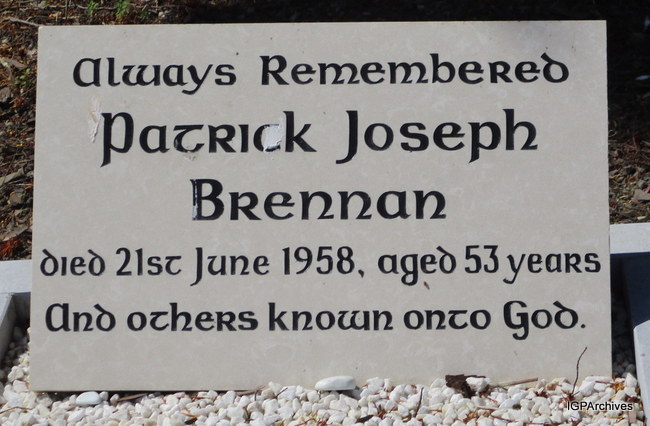 Always Remembered
Patrick Joseph
Brennan
died 21st June 1958, aged 53 years
And others known onto God.
IGPArchives